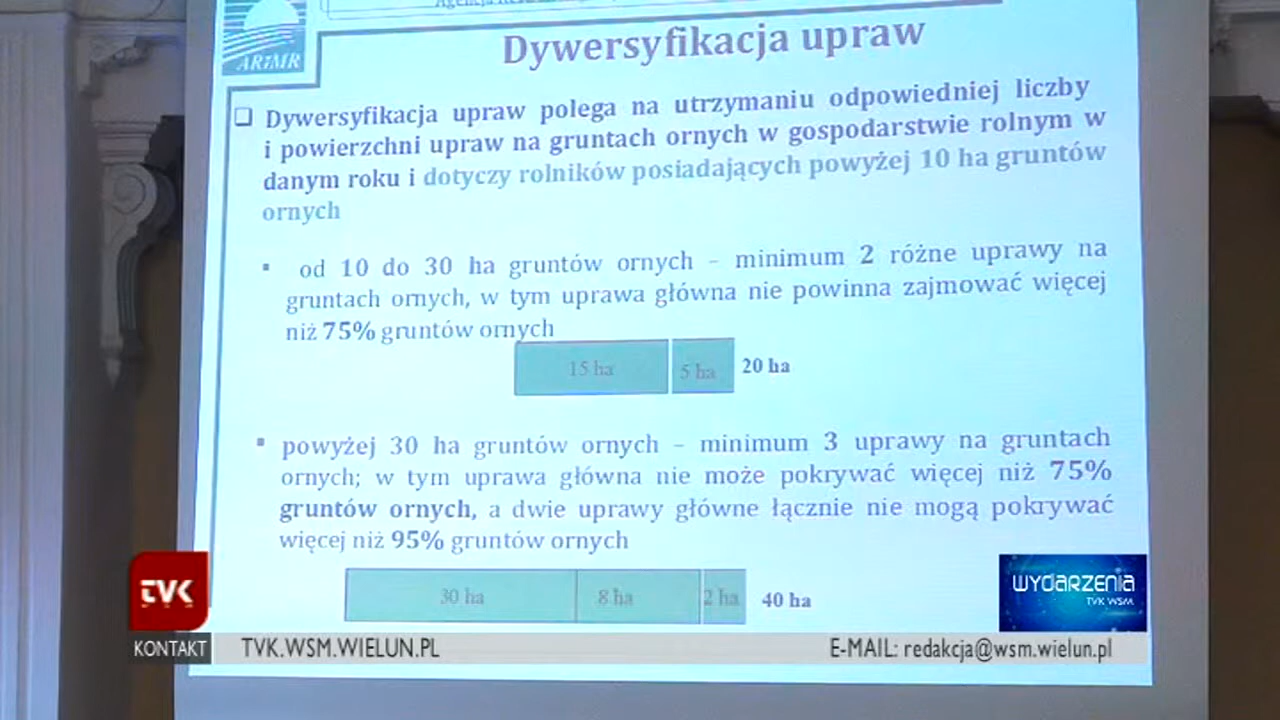 ARiMR
Dywersyfikacja upraw
Dywersyfikacja upraw polega na utrzymaniu odpowiedniej liczby
i powierzchni upraw na gruntach ornych w gospodarstwie rolnym w
danym roku i dotyczy rolników posiadających powyżej 10 ha gruntów
ornych
od 10 do 30 ha gruntów ornych – minimum 2 różne uprawy na
gruntach ornych, w tym uprawa główna nie powinna zajmować więcej
niż 75% gruntów ornych
15 ha 5 ha 20 ha
powyżej 30 ha gruntów ornych – minimum 3 uprawy na gruntach
ornych; w tym uprawa główna nie może pokrywać więcej niż 75%
gruntów ornych, a dwie uprawy główne łącznie nie mogą pokrywać
więcej niż 95% gruntów ornych
30 ha 8 ha 2 ha 40 ha
TVK
WYDARZENIA
TVK WSM
KONTAKT TVK.WSM.WIELUN.PL E-MAIL: redakcja@wsm.wielun.pl